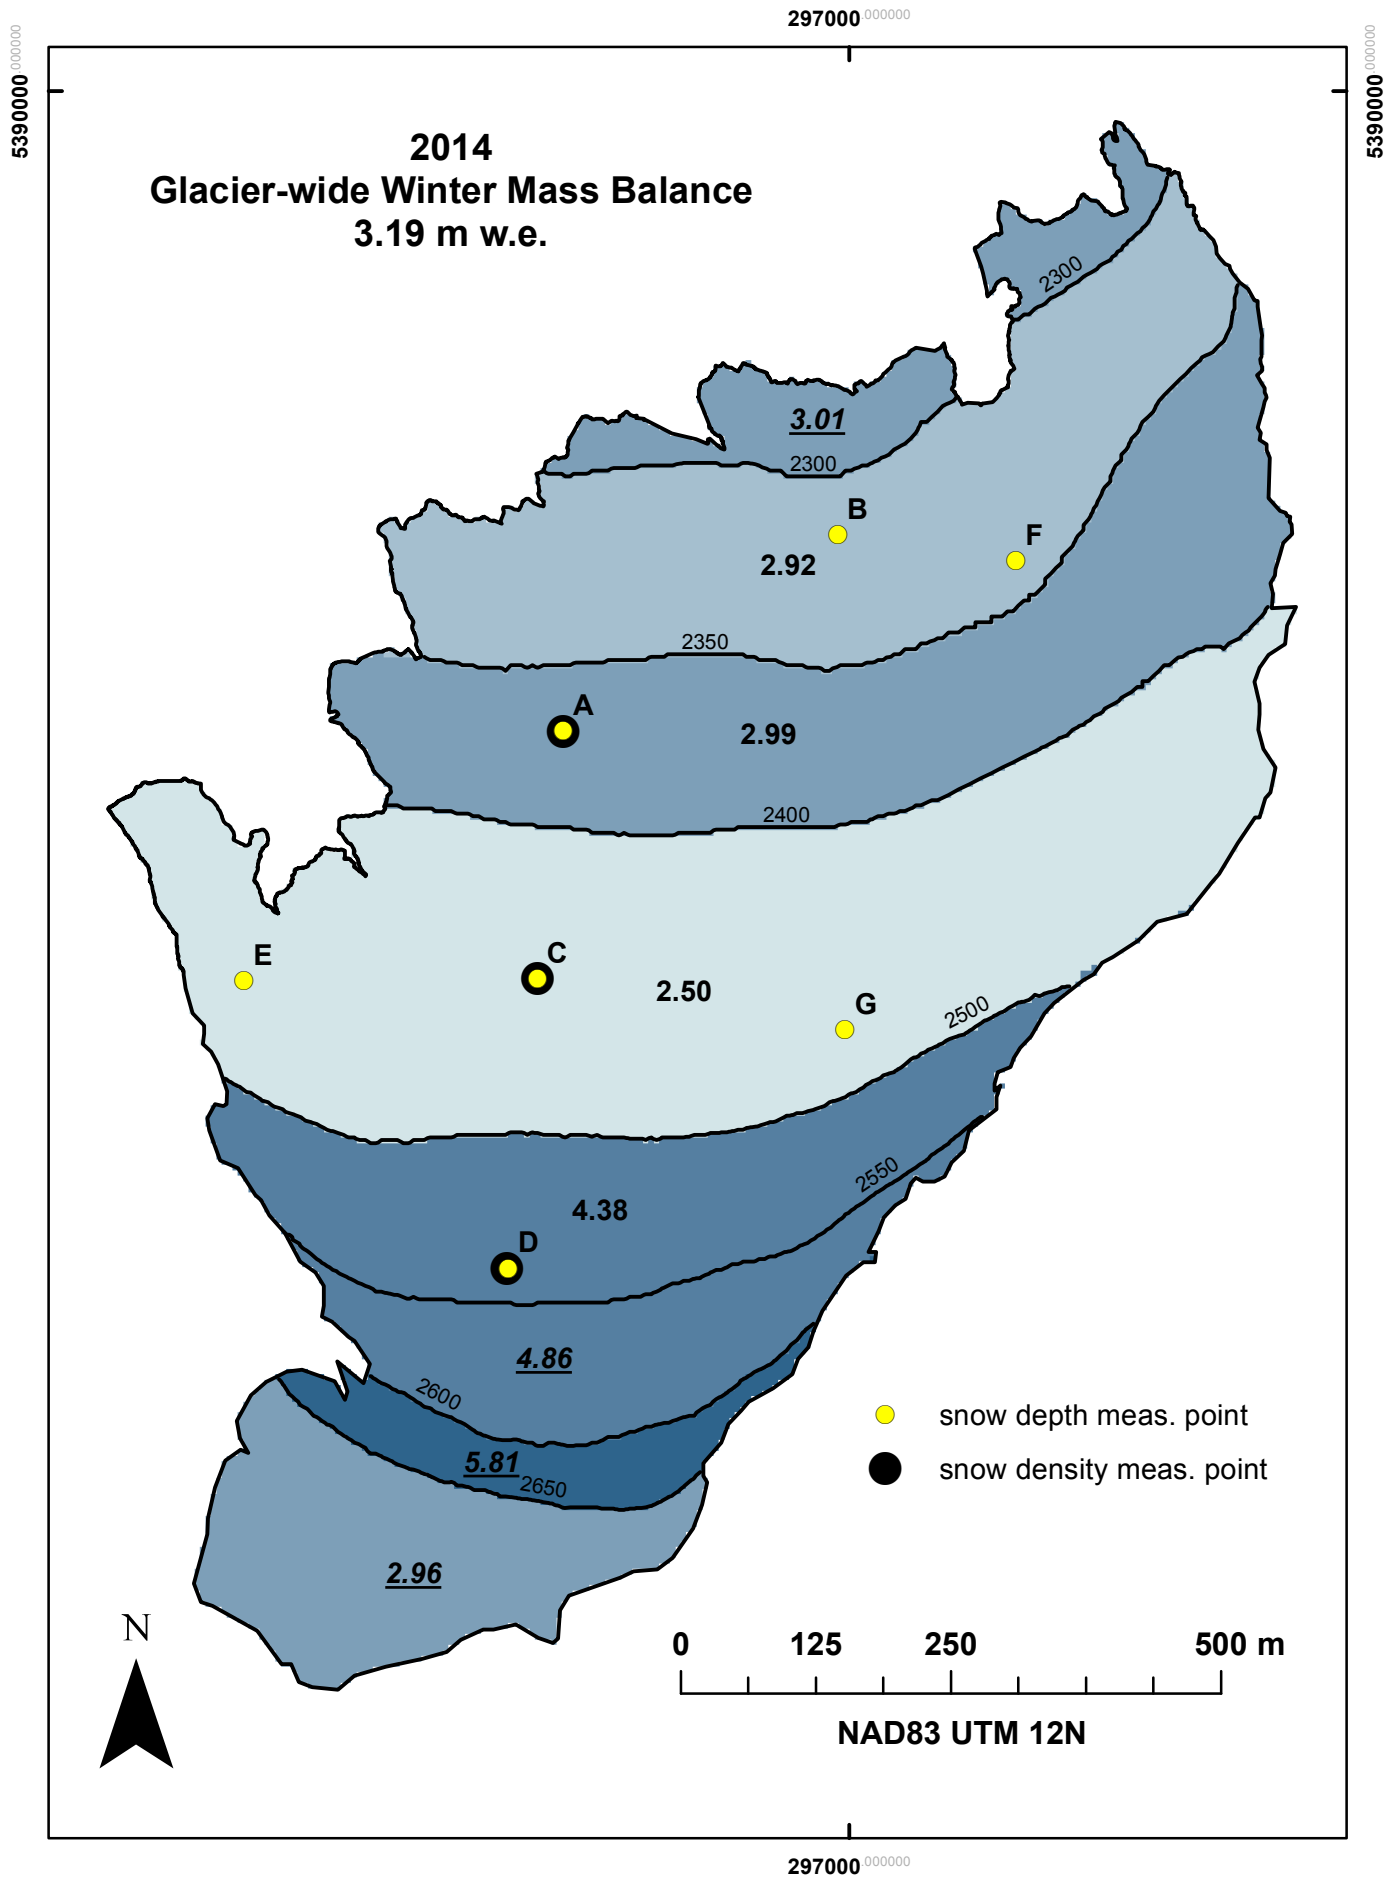 297000.000000
5390000.000000
5390000.000000
2014
Glacier-wide Winter Mass Balance
3.19 m w.e.
2300
3.01
2300
B
F
2.92
2350
A
2.99
2400
E
C
2.50
G
2500
2550
4.38
D
4.86
2600
snow depth meas. point
5.81
2650
snow density meas. point
2.96
N
0 125 250 500 m
NAD83 UTM 12N
297000.000000